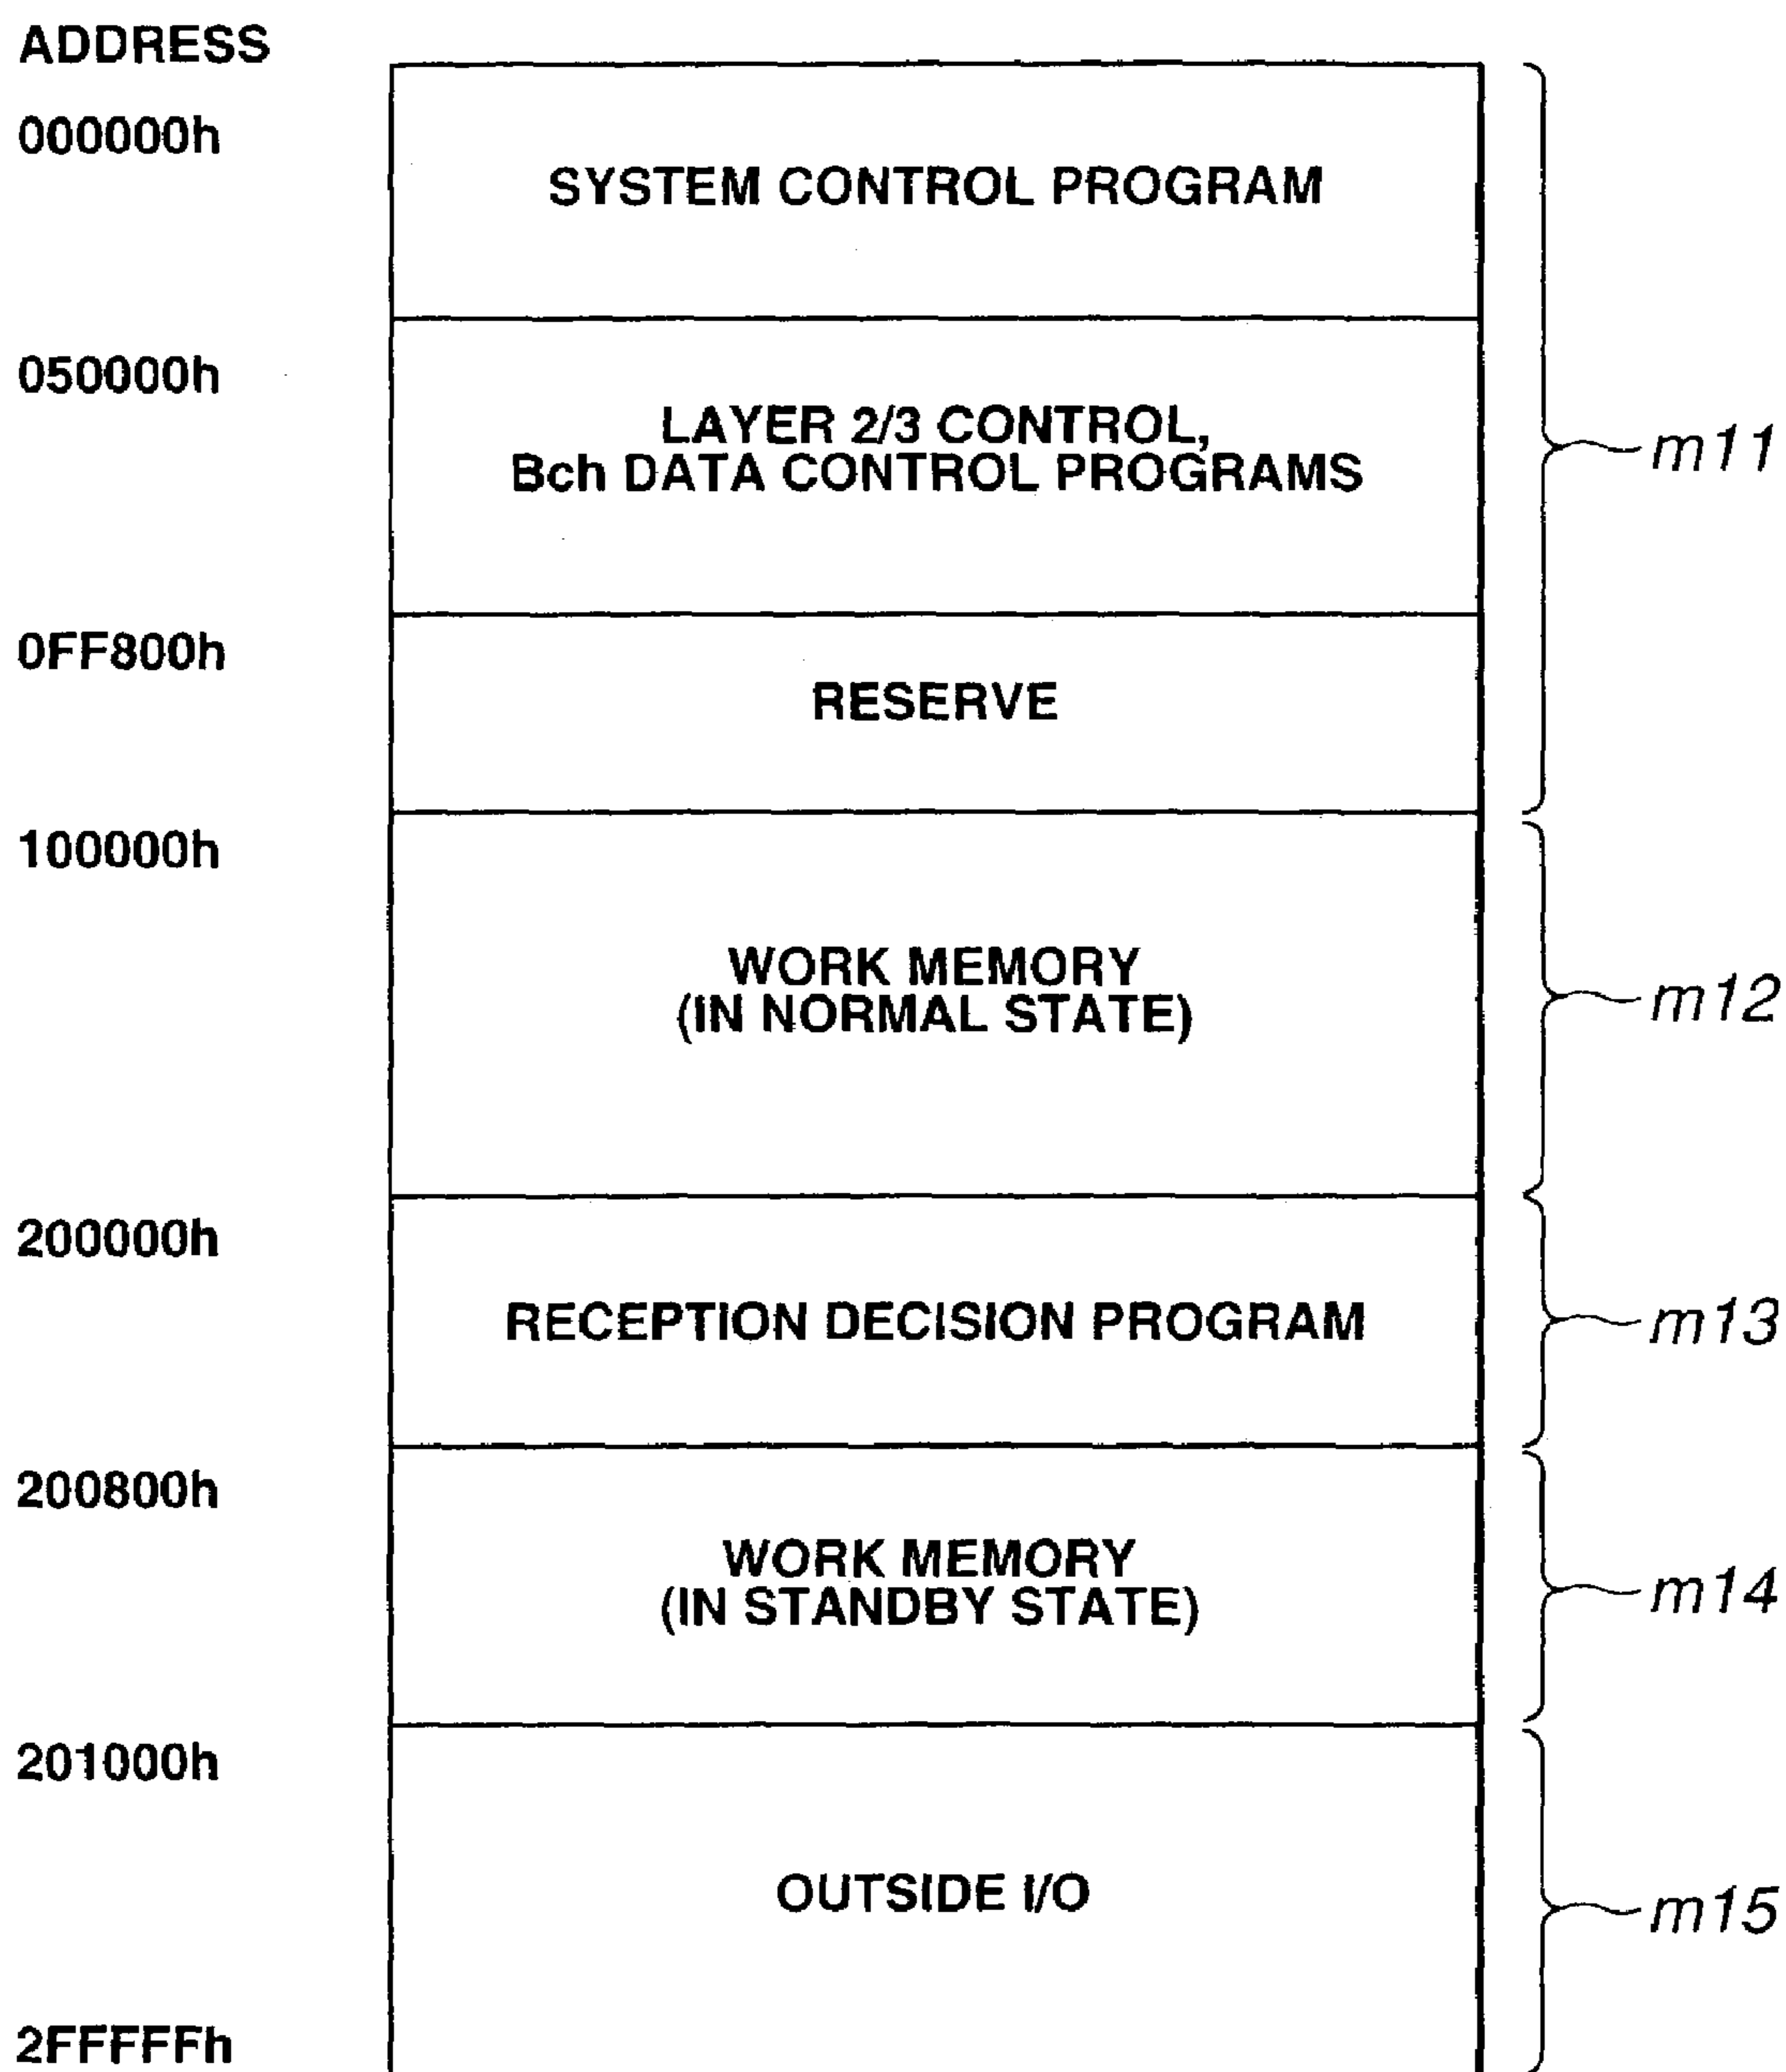 ADDRESS
000000h
SYSTEM CONTROL PROGRAM
050000h
LAYER 2/3 CONTROL,
Bch DATA CONTROL PROGRAMS
m11
0FF800h
RESERVE
100000h
WORK MEMORY
(IN NORMAL STATE)
m12
200000h
RECEPTION DECISION PROGRAM
m13
200800h
WORK MEMORY
(IN STANDBY STATE)
m14
201000h
OUTSIDE I/O
m15
2FFFFFh